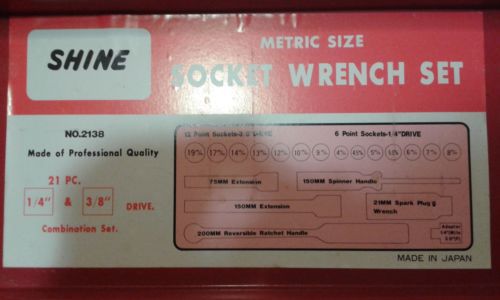 SHINE
METRIC SIZE
SOCKET WRENCH SET
NO.2138
Made of Professional Quality
21 PC.
1/4" & 3/8" DRIVE.
Combination Set.
12 Point Sockets-3/8"DRIVE
6 Point Sockets-1/4"DRIVE
19 17 14 13 12 10 9 4 4.5 5 5.5 6 7 8
75MM Extension
150MM Spinner Handle
150MM Extension
21MM Spark Plug
Wrench
200MM Reversible Ratchet Handle
Adaptor
MADE IN JAPAN